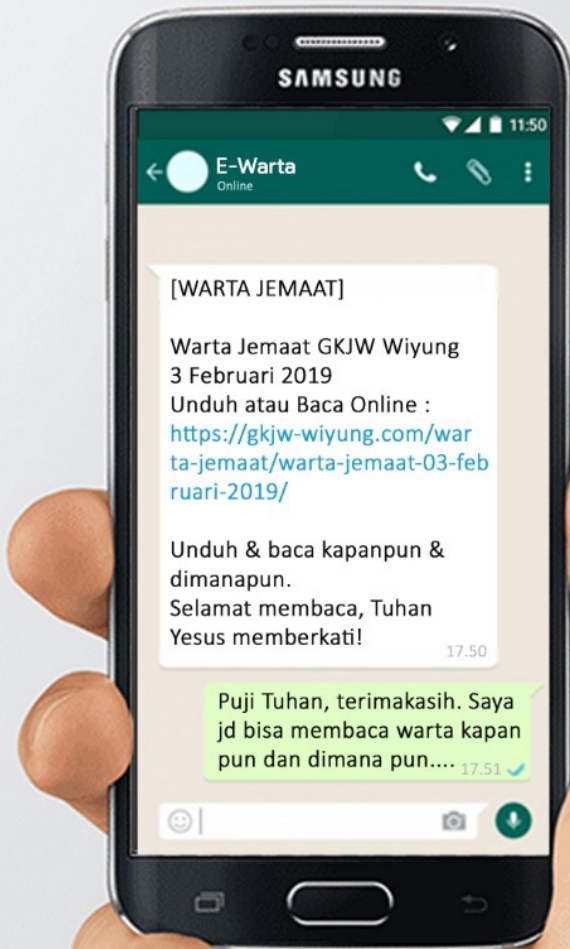 SAMSUNG
11:50
E-Warta
Online
[WARTA JEMAAT]
Warta Jemaat GKJW Wiyung
3 Februari 2019
Unduh atau Baca Online :
https://gkjw-wiyung.com/war
ta-jemaat/warta-jemaat-03-feb
ruari-2019/
Unduh & baca kapanpun &
dimanapun.
Selamat membaca, Tuhan
Yesus memberkati!
17.50
Puji Tuhan, terimakasih. Saya
jd bisa membaca warta kapan
pun dan dimana pun....
17.51